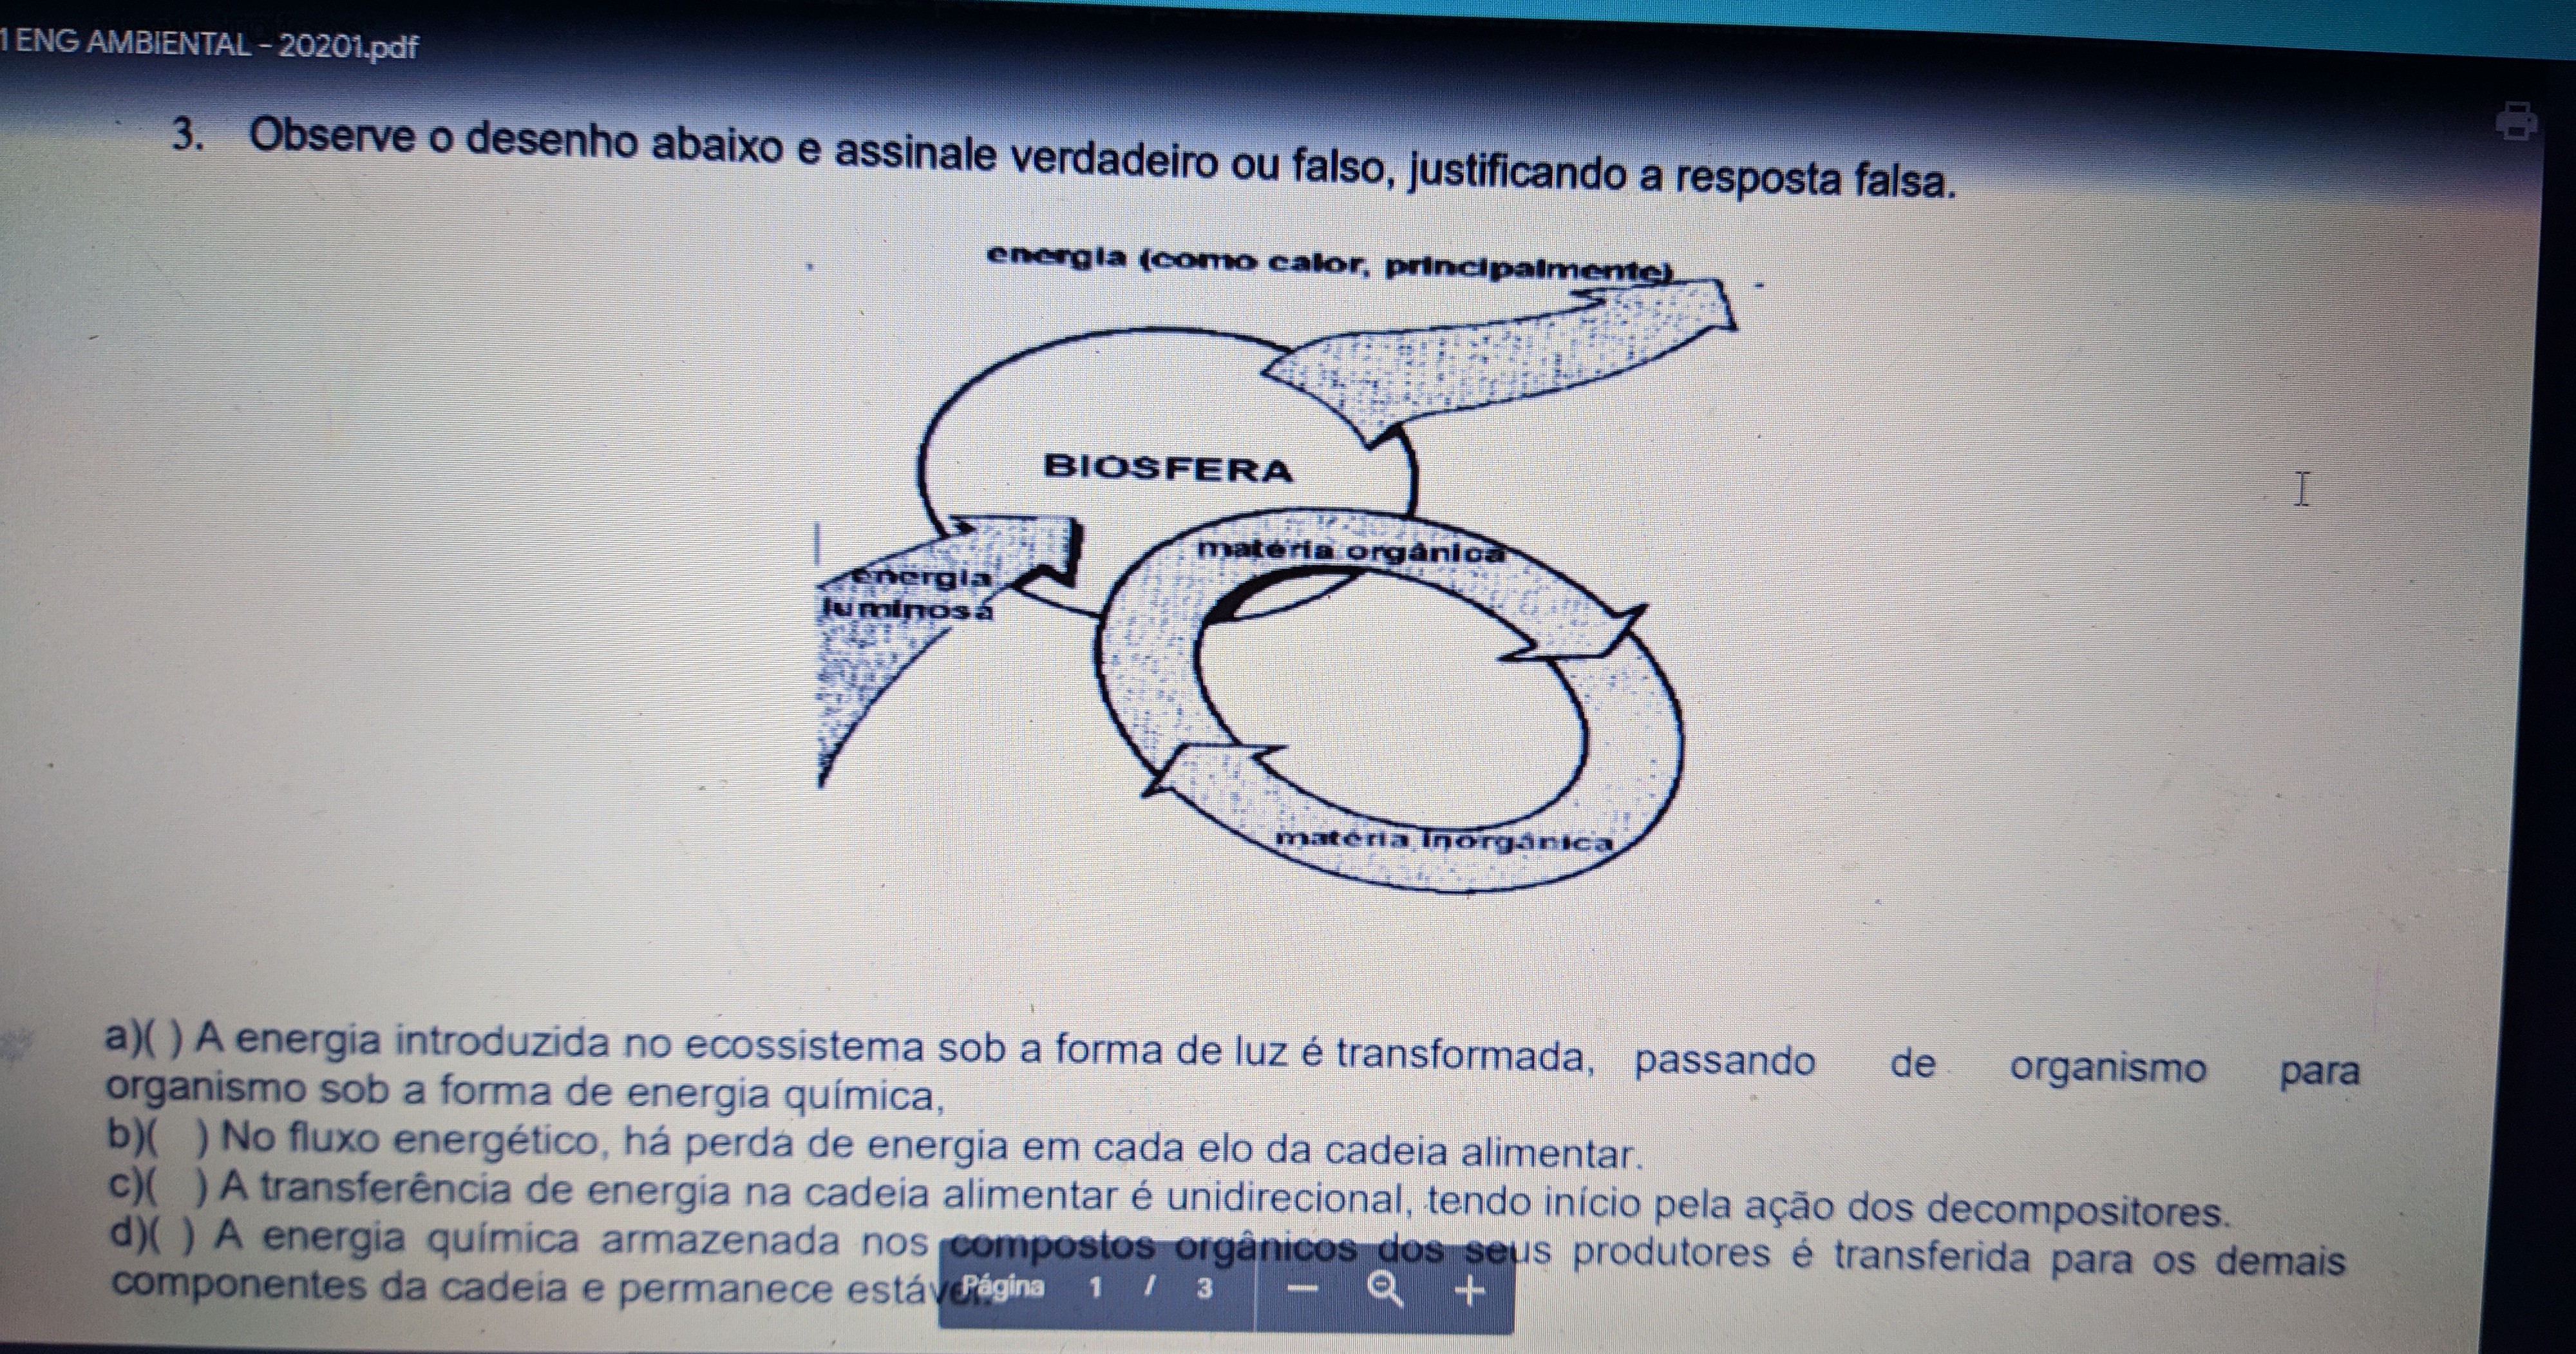 1 ENG AMBIENTAL - 20201.pdf
3. Observe o desenho abaixo e assinale verdadeiro ou falso, justificando a resposta falsa.
energia (como calor, principalmente)
BIOSFERA
matéria orgânica
energia
luminosa
matéria inorgânica
a)( ) A energia introduzida no ecossistema sob a forma de luz é transformada, passando de organismo para
organismo sob a forma de energia química,
b)( ) No fluxo energético, há perda de energia em cada elo da cadeia alimentar.
c)( ) A transferência de energia na cadeia alimentar é unidirecional, tendo início pela ação dos decompositores.
d)( ) A energia química armazenada nos compostos orgânicos dos seus produtores é transferida para os demais
componentes da cadeia e permanece estável.
Página 1 / 3 — +